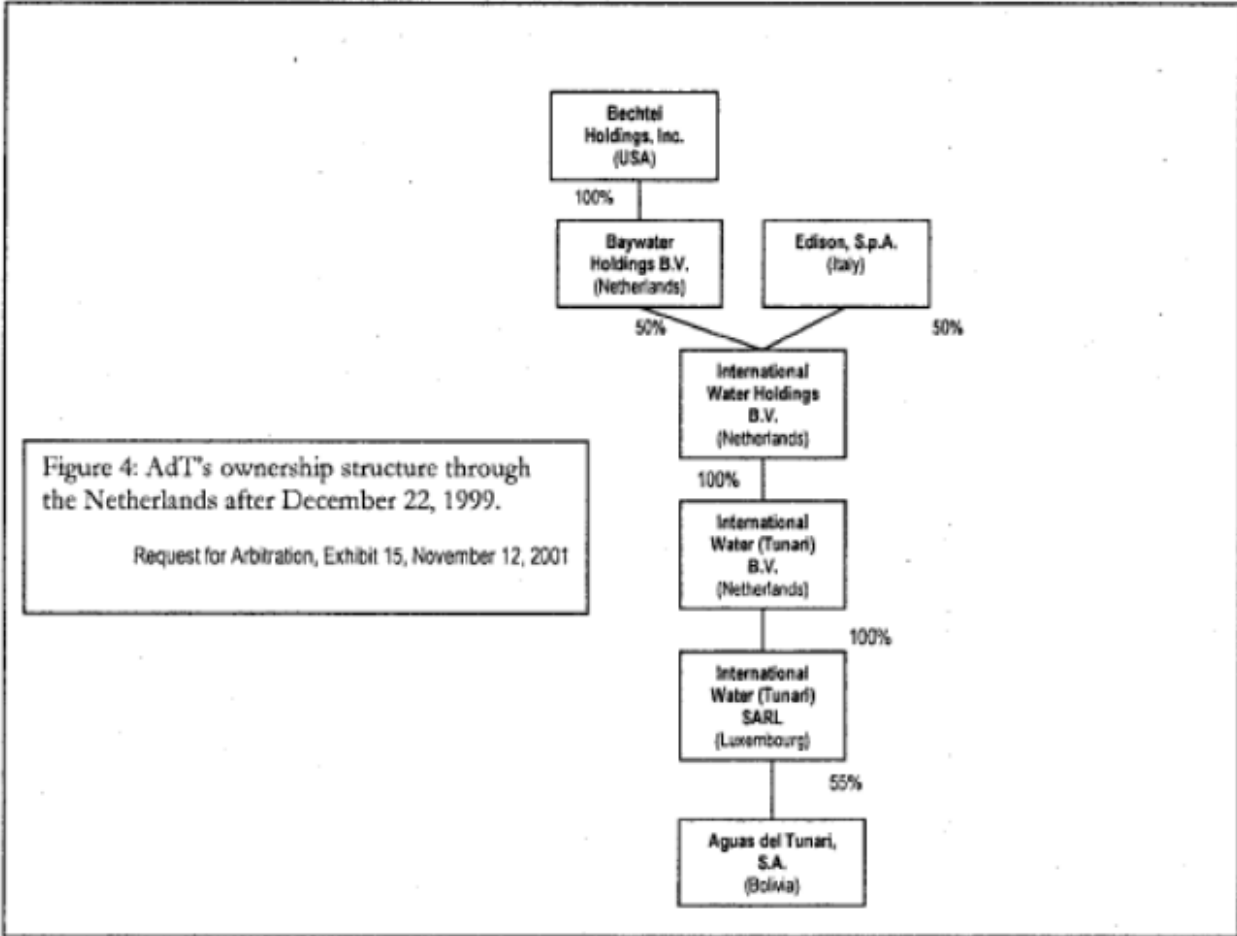 Bechtel
Holdings, Inc.
(USA)
100%
Baywater
Holdings B.V.
(Netherlands)
Edison, S.p.A.
(Italy)
50%
50%
International
Water Holdings
B.V.
(Netherlands)
100%
International
Water (Tunari)
B.V.
(Netherlands)
100%
International
Water (Tunari)
SARL
(Luxembourg)
55%
Aguas del Tunari,
S.A.
(Bolivia)
Figure 4: AdT's ownership structure through
the Netherlands after December 22, 1999.
Request for Arbitration, Exhibit 15, November 12, 2001